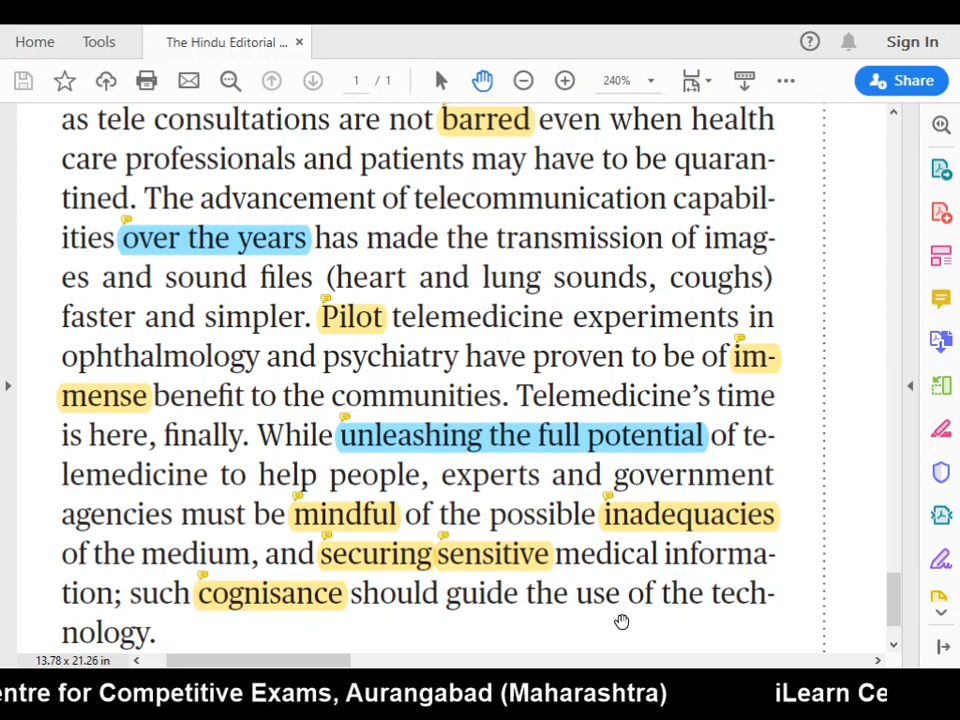 Home Tools The Hindu Editorial ... × Sign In
1 / 1 240% Share
as tele consultations are not barred even when health
care professionals and patients may have to be quaran-
tined. The advancement of telecommunication capabil-
ities over the years has made the transmission of imag-
es and sound files (heart and lung sounds, coughs)
faster and simpler. Pilot telemedicine experiments in
ophthalmology and psychiatry have proven to be of im-
mense benefit to the communities. Telemedicine's time
is here, finally. While unleashing the full potential of te-
lemedicine to help people, experts and government
agencies must be mindful of the possible inadequacies
of the medium, and securing sensitive medical informa-
tion; such cognisance should guide the use of the tech-
nology.
13.78 x 21.26 in
entre for Competitive Exams, Aurangabad (Maharashtra) iLearn Ce